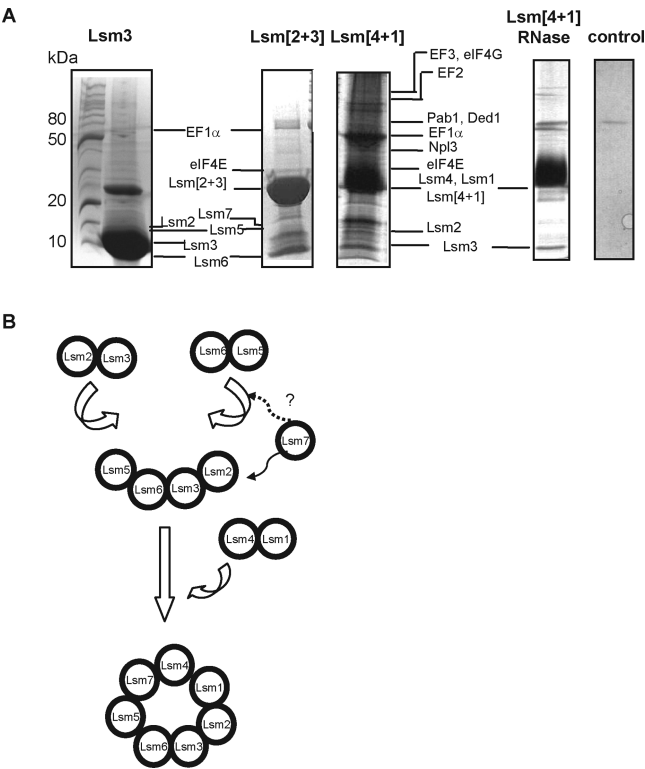 A
Lsm3
Lsm[2+3]
Lsm[4+1]
Lsm[4+1]
RNase
control
kDa
80
50
20
10
EF1α
eIF4E
Lsm[2+3]
Lsm7
Lsm2
Lsm5
Lsm3
Lsm6
EF3, eIF4G
EF2
Pab1, Ded1
EF1α
Npl3
eIF4E
Lsm4, Lsm1
Lsm[4+1]
Lsm2
Lsm3
B
Lsm2
Lsm3
Lsm6
Lsm5
?
Lsm7
Lsm5
Lsm6
Lsm3
Lsm2
Lsm4
Lsm1
Lsm4
Lsm7
Lsm1
Lsm5
Lsm2
Lsm6
Lsm3